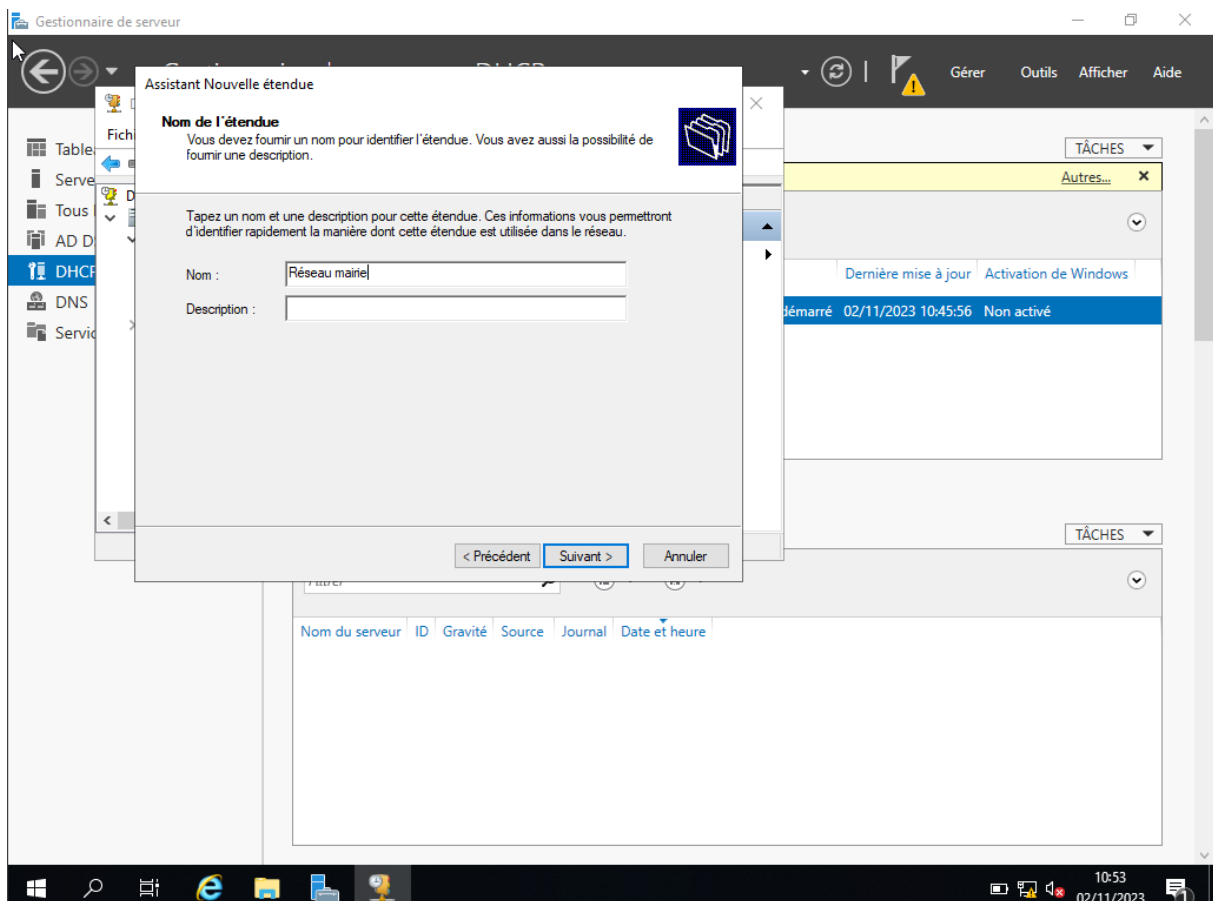 Gestionnaire de serveur
Gérer Outils Afficher Aide
Assistant Nouvelle étendue
Nom de l'étendue
Vous devez fournir un nom pour identifier l'étendue. Vous avez aussi la possibilité de
fournir une description.
Fichi
Table
Serve
Tous
AD D
DHCP
DNS
Servic
D
TÂCHES
Autres...
Tapez un nom et une description pour cette étendue. Ces informations vous permettront
d'identifier rapidement la manière dont cette étendue est utilisée dans le réseau.
Nom :
Réseau mairie
Description :
Dernière mise à jour Activation de Windows
démarré 02/11/2023 10:45:56 Non activé
< Précédent Suivant > Annuler
TÂCHES
Nom du serveur ID Gravité Source Journal Date et heure
10:53
02/11/2023
1